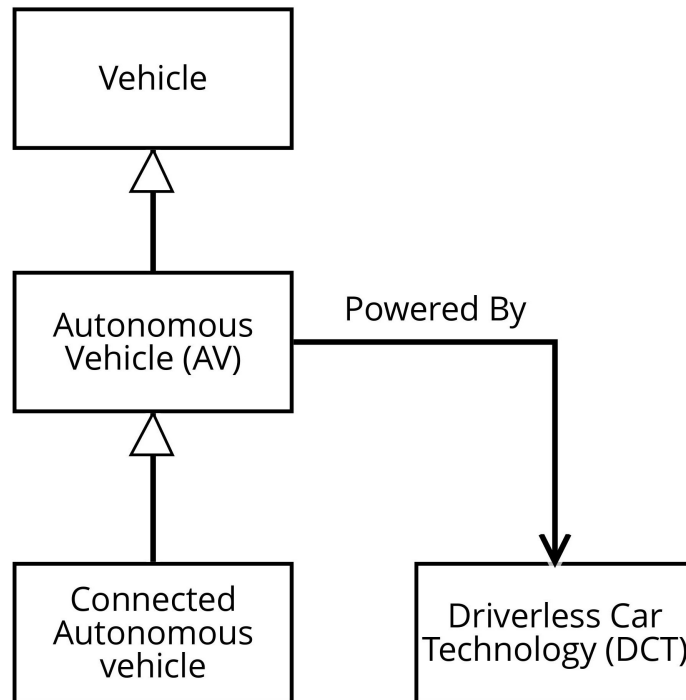 Vehicle
Autonomous
Vehicle (AV)
Powered By
Connected
Autonomous
vehicle
Driverless Car
Technology (DCT)